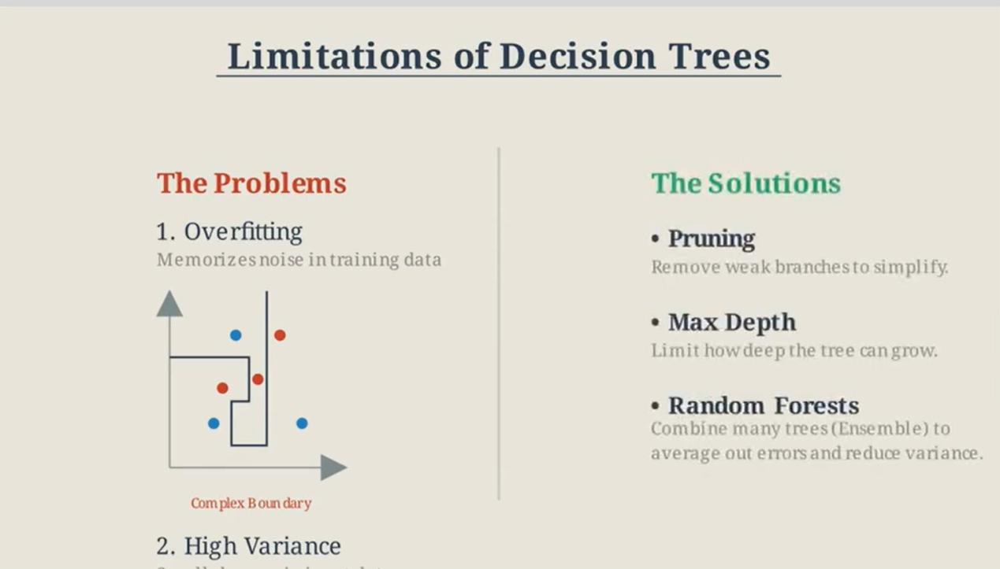 Limitations of Decision Trees
The Problems
1. Overfitting
Memorizes noise in training data
Complex Boundary
2. High Variance
The Solutions
• Pruning
Remove weak branches to simplify.
• Max Depth
Limit how deep the tree can grow.
• Random Forests
Combine many trees (Ensemble) to
average out errors and reduce variance.